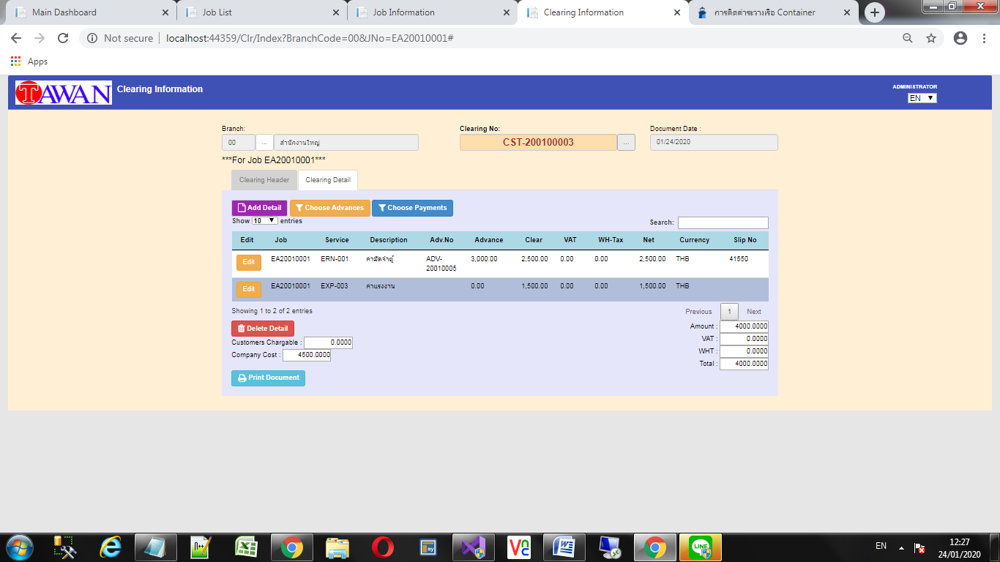 Main Dashboard
Job List
Job Information
Clearing Information
การติดค่าระวางเรือ Container
Not secure | localhost:44359/Clr/Index?BranchCode=00&JNo=EA20010001#
Apps
TAWAN
Clearing Information
ADMINISTRATOR
EN
Branch:
Clearing No:
Document Date :
00 ... สำนักงานใหญ่
CST-200100003 ...
01/24/2020
***For Job EA20010001***
Clearing Header
Clearing Detail
Add Detail
Choose Advances
Choose Payments
Show 10 entries
Search:
Edit Job Service Description Adv.No Advance Clear VAT WH-Tax Net Currency Slip No
Edit EA20010001 ERN-001 ค่ามัดจำตู้ ADV-20010005 3,000.00 2,500.00 0.00 0.00 2,500.00 THB 41550
Edit EA20010001 EXP-003 ค่าแรงงาน 0.00 1,500.00 0.00 0.00 1,500.00 THB
Showing 1 to 2 of 2 entries
Previous 1 Next
Delete Detail
Amount : 4000.0000
Customers Chargable : 0.0000
VAT : 0.0000
Company Cost : 4500.0000
WHT : 0.0000
Total : 4000.0000
Print Document
EN
12:27
24/01/2020